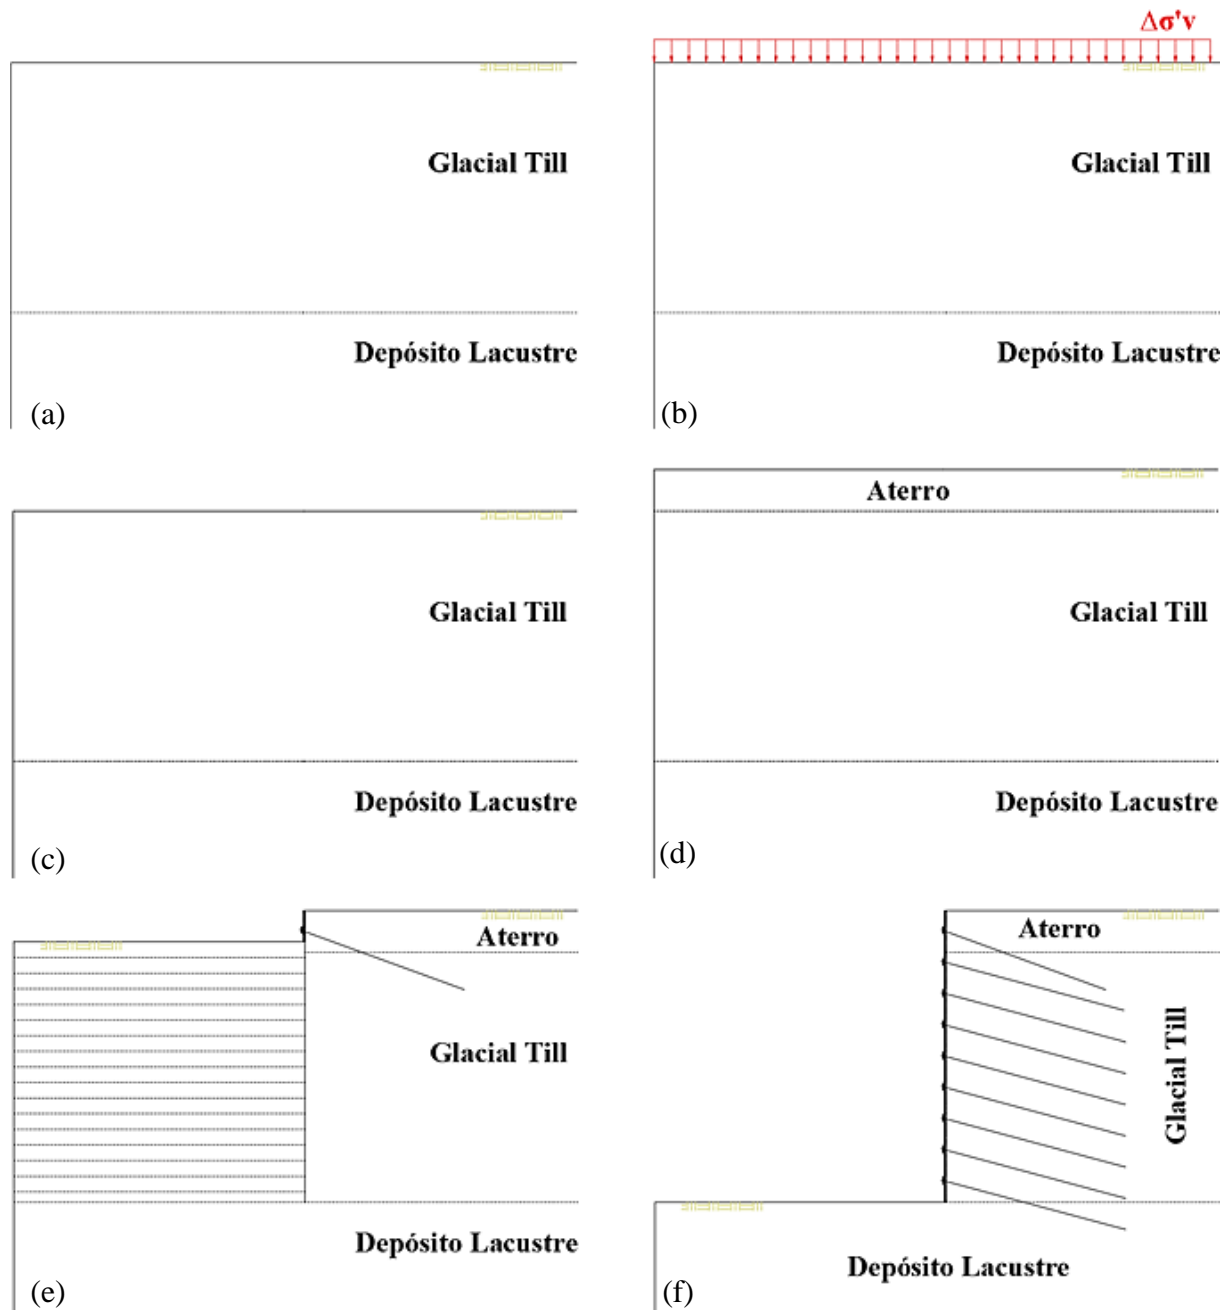 Δσ'v
Glacial Till
Glacial Till
Depósito Lacustre
Depósito Lacustre
(a)
(b)
Aterro
Glacial Till
Glacial Till
Depósito Lacustre
Depósito Lacustre
(c)
(d)
Aterro
Aterro
Glacial Till
Glacial Till
Depósito Lacustre
Depósito Lacustre
(e)
(f)